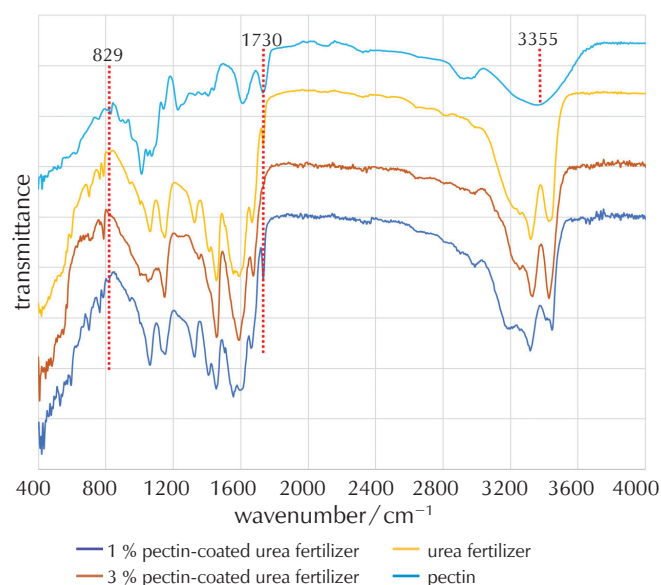 829
1730
3355
transmittance
400 800 1200 1600 2000 2400 2800 3200 3600 4000
wavenumber/cm⁻¹
1 % pectin-coated urea fertilizer urea fertilizer
3 % pectin-coated urea fertilizer pectin